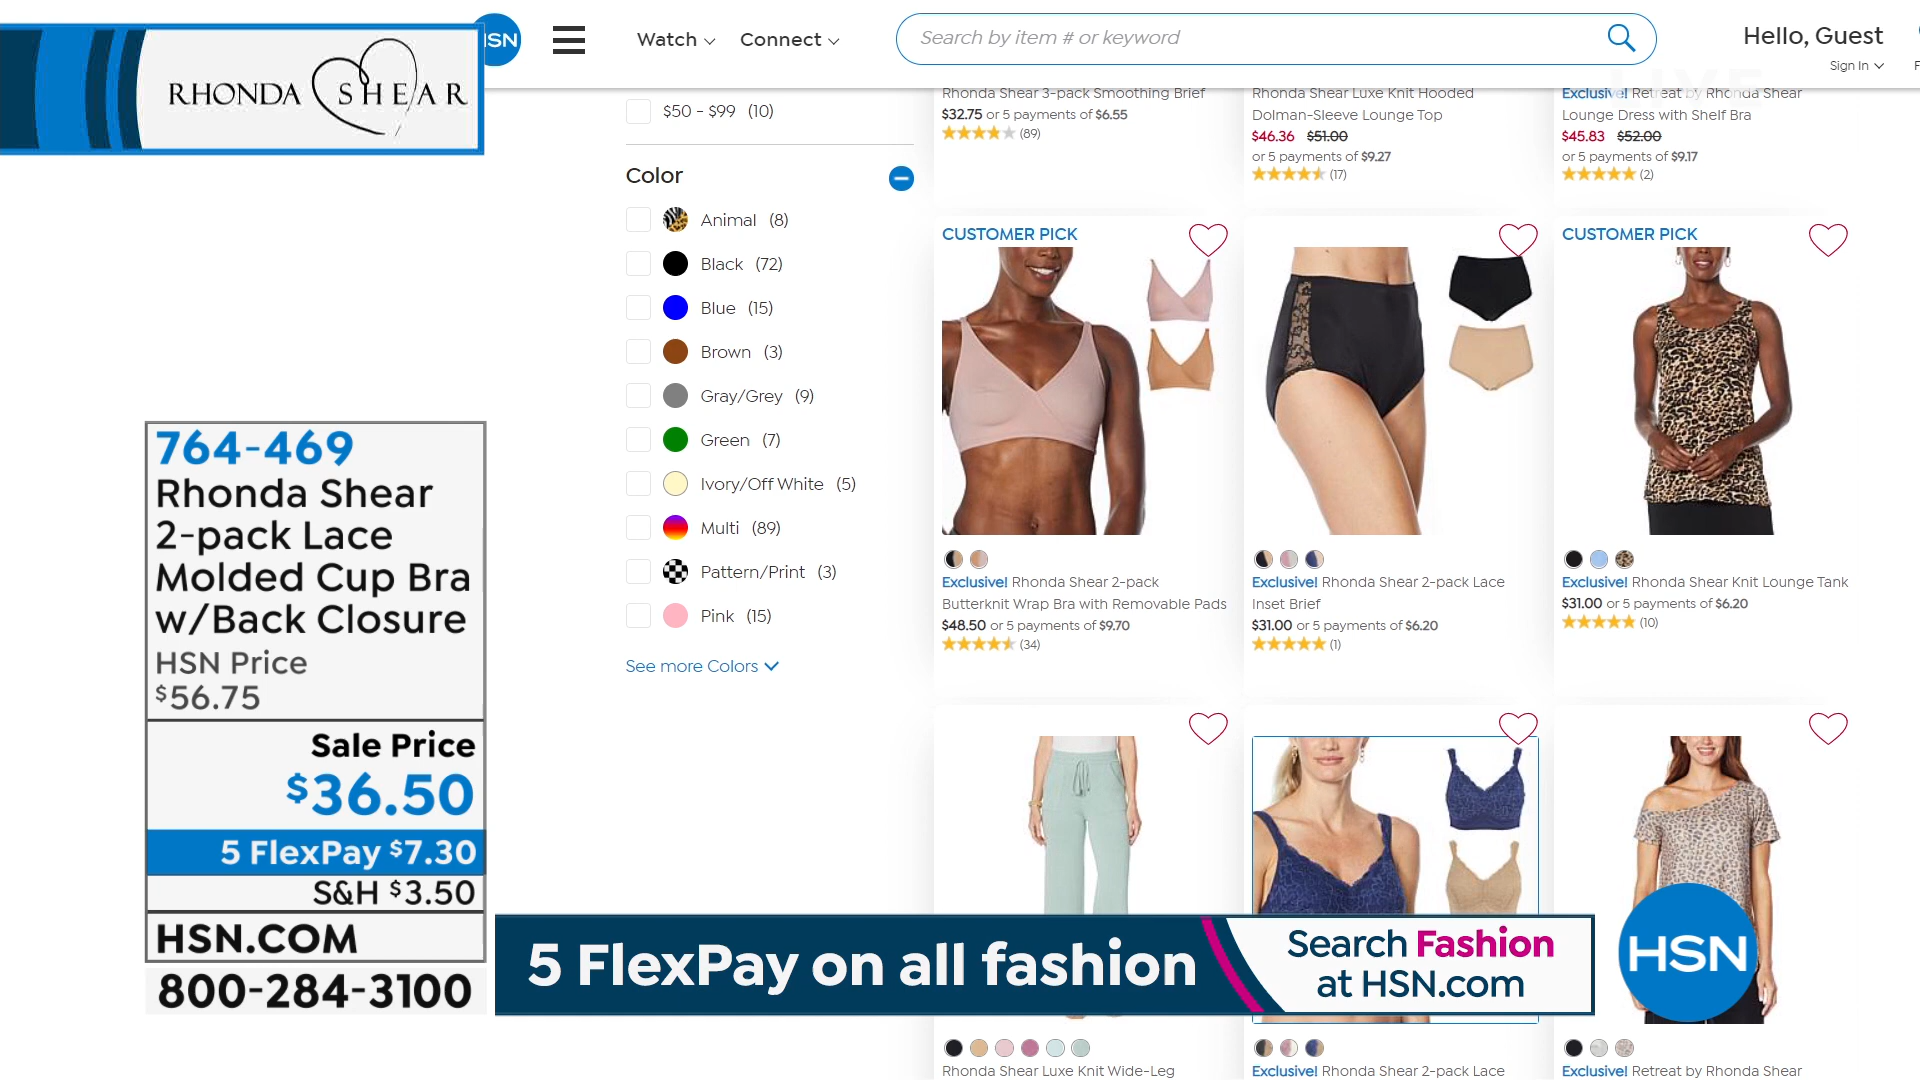 RHONDA SHEAR
HSN
Watch
Connect
Search by item # or keyword
Hello, Guest
Sign In
LIVE
$50 - $99 (10)
Color
Animal (8)
Black (72)
Blue (15)
Brown (3)
Gray/Grey (9)
Green (7)
Ivory/Off White (5)
Multi (89)
Pattern/Print (3)
Pink (15)
See more Colors
Rhonda Shear 3-pack Smoothing Brief
$32.75 or 5 payments of $6.55
(89)
Rhonda Shear Luxe Knit Hooded
Dolman-Sleeve Lounge Top
$46.36 $51.00
or 5 payments of $9.27
(17)
Exclusive! Retreat by Rhonda Shear
Lounge Dress with Shelf Bra
$45.83 $52.00
or 5 payments of $9.17
(2)
CUSTOMER PICK
Exclusive! Rhonda Shear 2-pack
Butterknit Wrap Bra with Removable Pads
$48.50 or 5 payments of $9.70
(34)
Exclusive! Rhonda Shear 2-pack Lace
Inset Brief
$31.00 or 5 payments of $6.20
(1)
CUSTOMER PICK
Exclusive! Rhonda Shear Knit Lounge Tank
$31.00 or 5 payments of $6.20
(10)
Rhonda Shear Luxe Knit Wide-Leg
Exclusive! Rhonda Shear 2-pack Lace
Exclusive! Retreat by Rhonda Shear
764-469
Rhonda Shear
2-pack Lace
Molded Cup Bra
w/Back Closure
HSN Price
$56.75
Sale Price
$36.50
5 FlexPay $7.30
S&H $3.50
HSN.COM
800-284-3100
5 FlexPay on all fashion
Search Fashion
at HSN.com
HSN